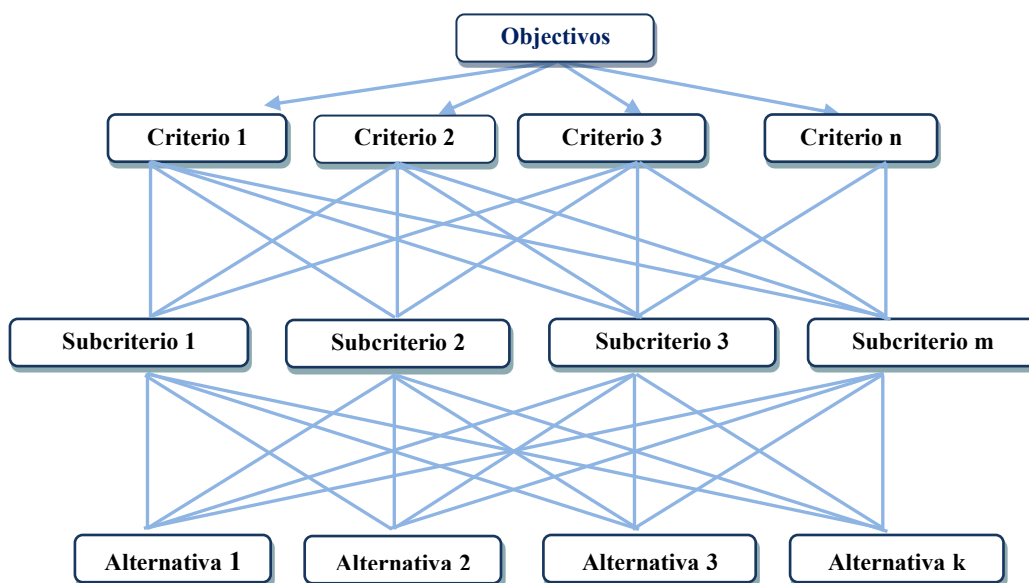 Objectivos
Criterio 1
Criterio 2
Criterio 3
Criterio n
Subcriterio 1
Subcriterio 2
Subcriterio 3
Subcriterio m
Alternativa 1
Alternativa 2
Alternativa 3
Alternativa k